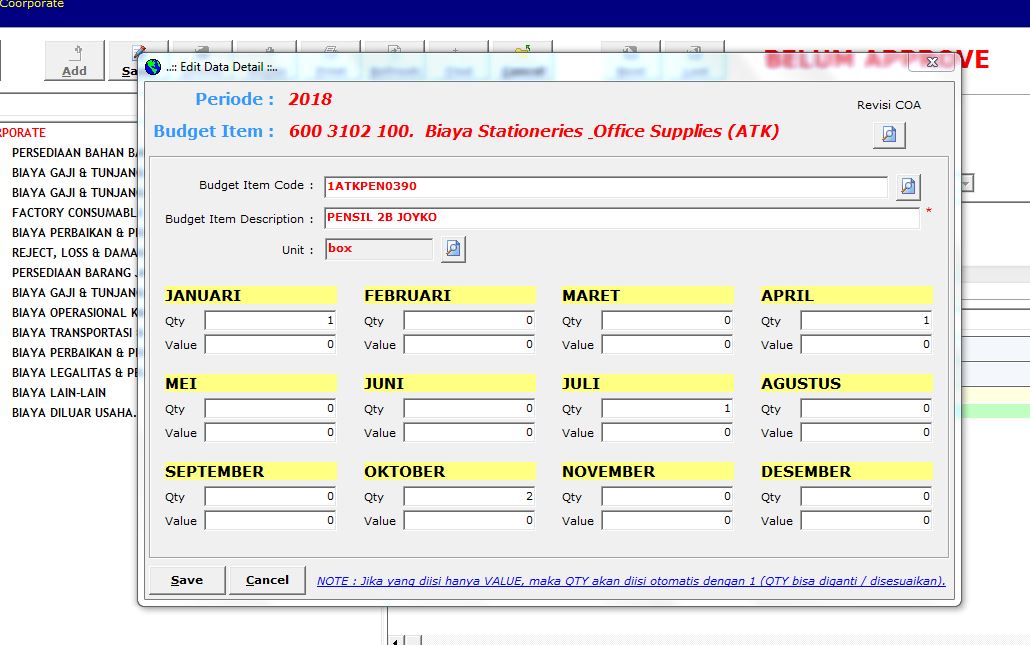 Coorporate
Add
Sa
BELUM APPROVE
..:: Edit Data Detail ::..
Periode : 2018
Revisi COA
Budget Item : 600 3102 100. Biaya Stationeries _Office Supplies (ATK)
PORATE
PERSEDIAAN BAHAN BA
BIAYA GAJI & TUNJAN
BIAYA GAJI & TUNJAN
FACTORY CONSUMABL
BIAYA PERBAIKAN & P
REJECT, LOSS & DAMA
PERSEDIAAN BARANG J
BIAYA GAJI & TUNJAN
BIAYA OPERASIONAL K
BIAYA TRANSPORTASI &
BIAYA PERBAIKAN & P
BIAYA LEGALITAS & P
BIAYA LAIN-LAIN
BIAYA DILUAR USAHA.
Budget Item Code : 1ATKPEN0390
Budget Item Description : PENSIL 2B JOYKO *
Unit : box
JANUARI FEBRUARI MARET APRIL
Qty 1 Qty 0 Qty 0 Qty 1
Value 0 Value 0 Value 0 Value 0
MEI JUNI JULI AGUSTUS
Qty 0 Qty 0 Qty 1 Qty 0
Value 0 Value 0 Value 0 Value 0
SEPTEMBER OKTOBER NOVEMBER DESEMBER
Qty 0 Qty 2 Qty 0 Qty 0
Value 0 Value 0 Value 0 Value 0
Save Cancel NOTE : Jika yang diisi hanya VALUE, maka QTY akan diisi otomatis dengan 1 (QTY bisa diganti / disesuaikan).